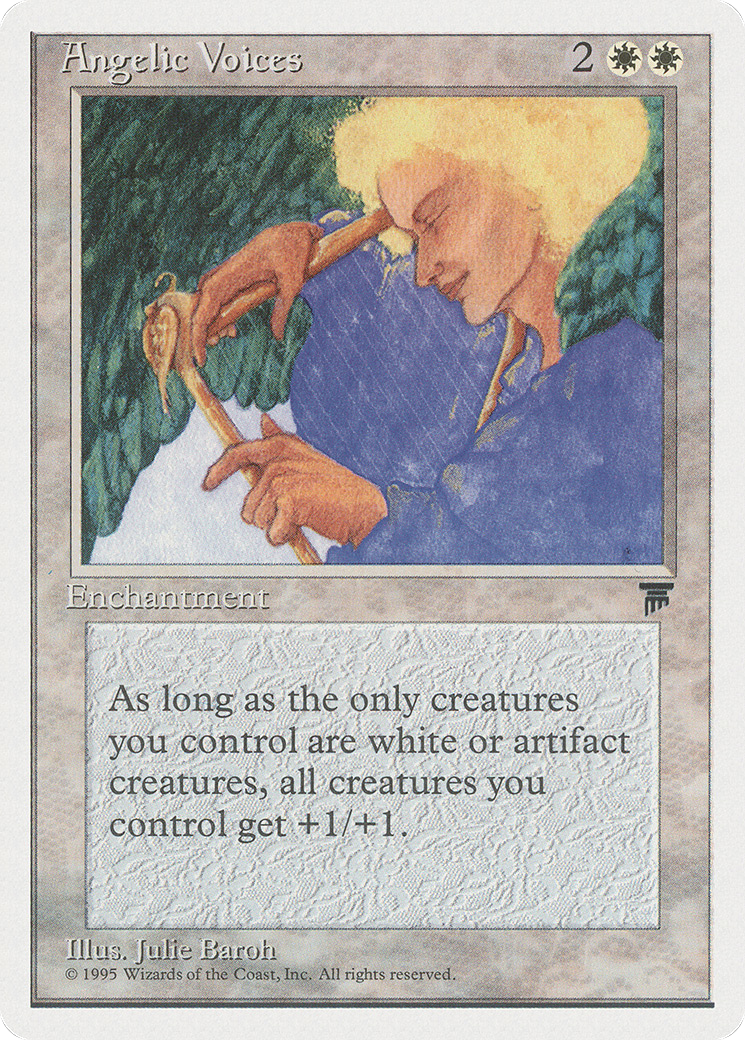 Angelic Voices 2
Enchantment
As long as the only creatures
you control are white or artifact
creatures, all creatures you
control get +1/+1.
Illus. Julie Baroh
© 1995 Wizards of the Coast, Inc. All rights reserved.